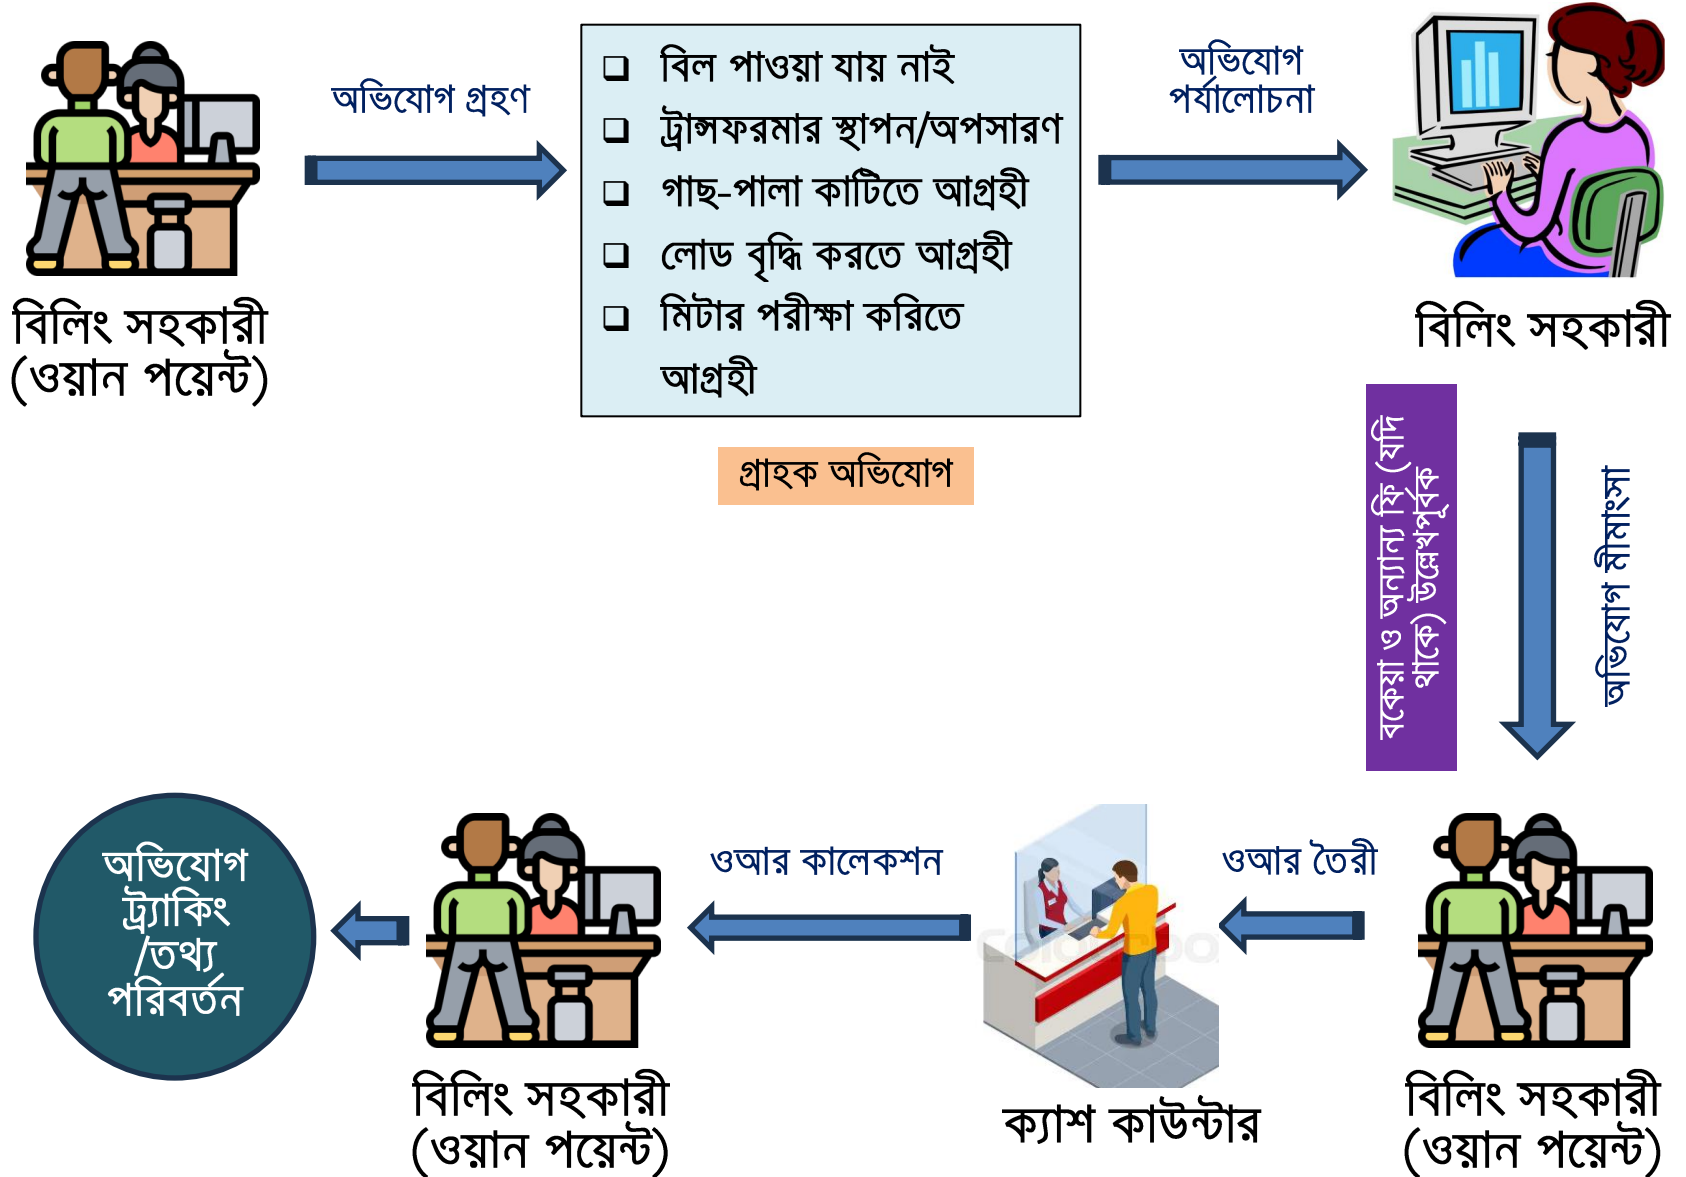 অভিযোগ গ্রহণ
বিলিং সহকারী
(ওয়ান পয়েন্ট)
❑ বিল পাওয়া যায় নাই
❑ ট্রান্সফরমার স্থাপন/অপসারণ
❑ গাছ-পালা কাটিতে আগ্রহী
❑ লোড বৃদ্ধি করতে আগ্রহী
❑ মিটার পরীক্ষা করিতে
আগ্রহী
গ্রাহক অভিযোগ
অভিযোগ
পর্যালোচনা
বিলিং সহকারী
বকেয়া ও অন্যান্য ফি (যদি
থাকে) উল্লেখপূর্বক
অভিযোগ মীমাংসা
বিলিং সহকারী
(ওয়ান পয়েন্ট)
ওআর তৈরী
ক্যাশ কাউন্টার
ওআর কালেকশন
বিলিং সহকারী
(ওয়ান পয়েন্ট)
অভিযোগ
ট্র্যাকিং
/তথ্য
পরিবর্তন